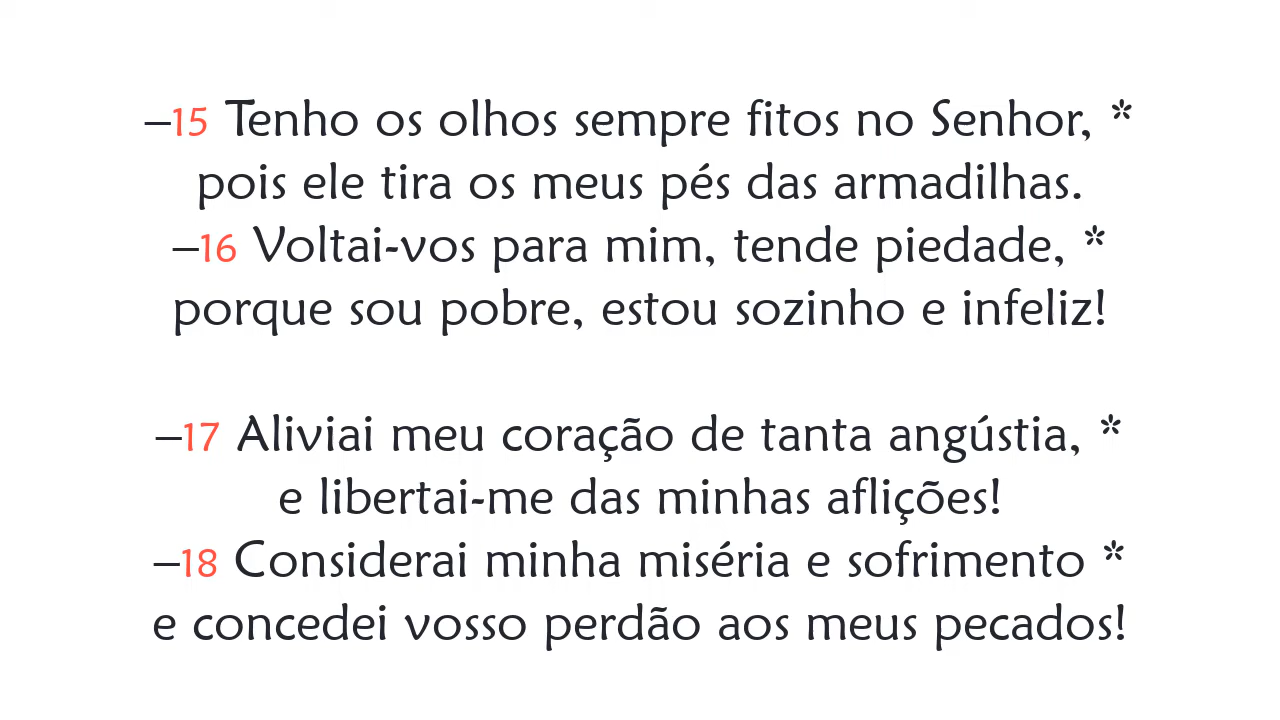 –15 Tenho os olhos sempre fitos no Senhor, *
pois ele tira os meus pés das armadilhas.
–16 Voltai-vos para mim, tende piedade, *
porque sou pobre, estou sozinho e infeliz!
–17 Aliviai meu coração de tanta angústia, *
e libertai-me das minhas aflições!
–18 Considerai minha miséria e sofrimento *
e concedei vosso perdão aos meus pecados!